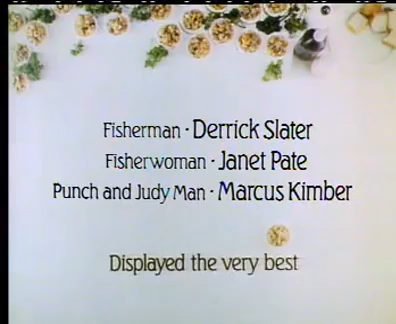 Fisherman · Derrick Slater
Fisherwoman · Janet Pate
Punch and Judy Man · Marcus Kimber
Displayed the very best